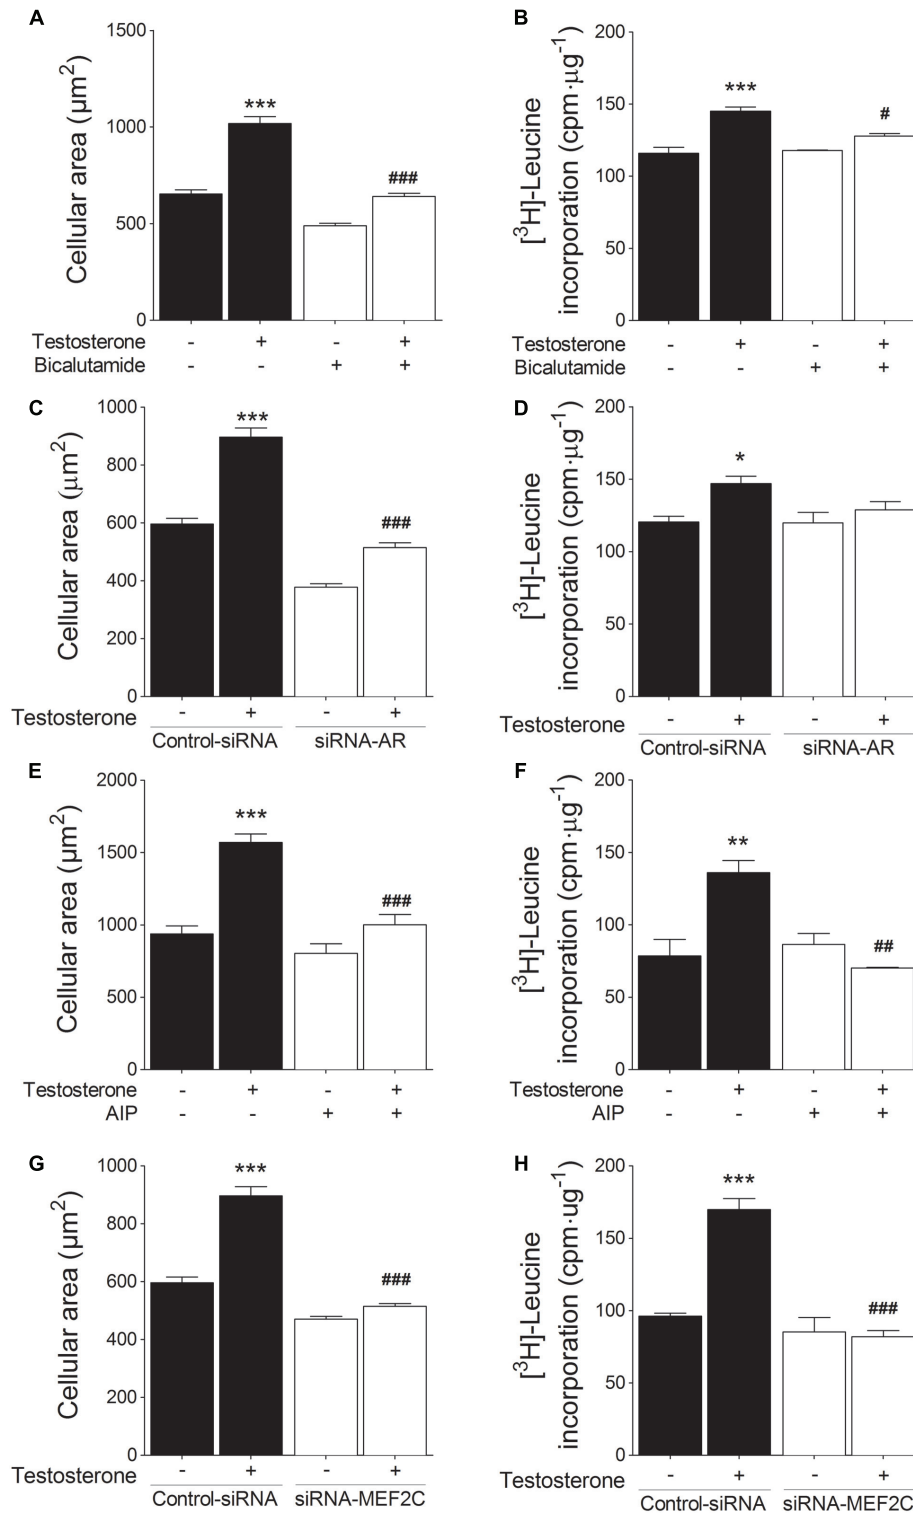 A
Cellular area (µm²)
1500
1000
500
0
***
###
Testosterone - + - +
Bicalutamide - - + +
B
[³H]-Leucine
incorporation (cpm·µg⁻¹)
200
150
100
50
0
***
#
Testosterone - + - +
Bicalutamide - - + +
C
Cellular area (µm²)
1000
800
600
400
200
0
***
###
Testosterone - + - +
Control-siRNA siRNA-AR
D
[³H]-Leucine
incorporation (cpm·µg⁻¹)
200
150
100
50
0
*
Testosterone - + - +
Control-siRNA siRNA-AR
E
Cellular area (µm²)
2000
1500
1000
500
0
***
###
Testosterone - + - +
AIP - - + +
F
[³H]-Leucine
incorporation (cpm·µg⁻¹)
200
150
100
50
0
**
##
Testosterone - + - +
AIP - - + +
G
Cellular area (µm²)
1000
800
600
400
200
0
***
###
Testosterone - + - +
Control-siRNA siRNA-MEF2C
H
[³H]-Leucine
incorporation (cpm·ug⁻¹)
200
150
100
50
0
***
###
Testosterone - + - +
Control-siRNA siRNA-MEF2C